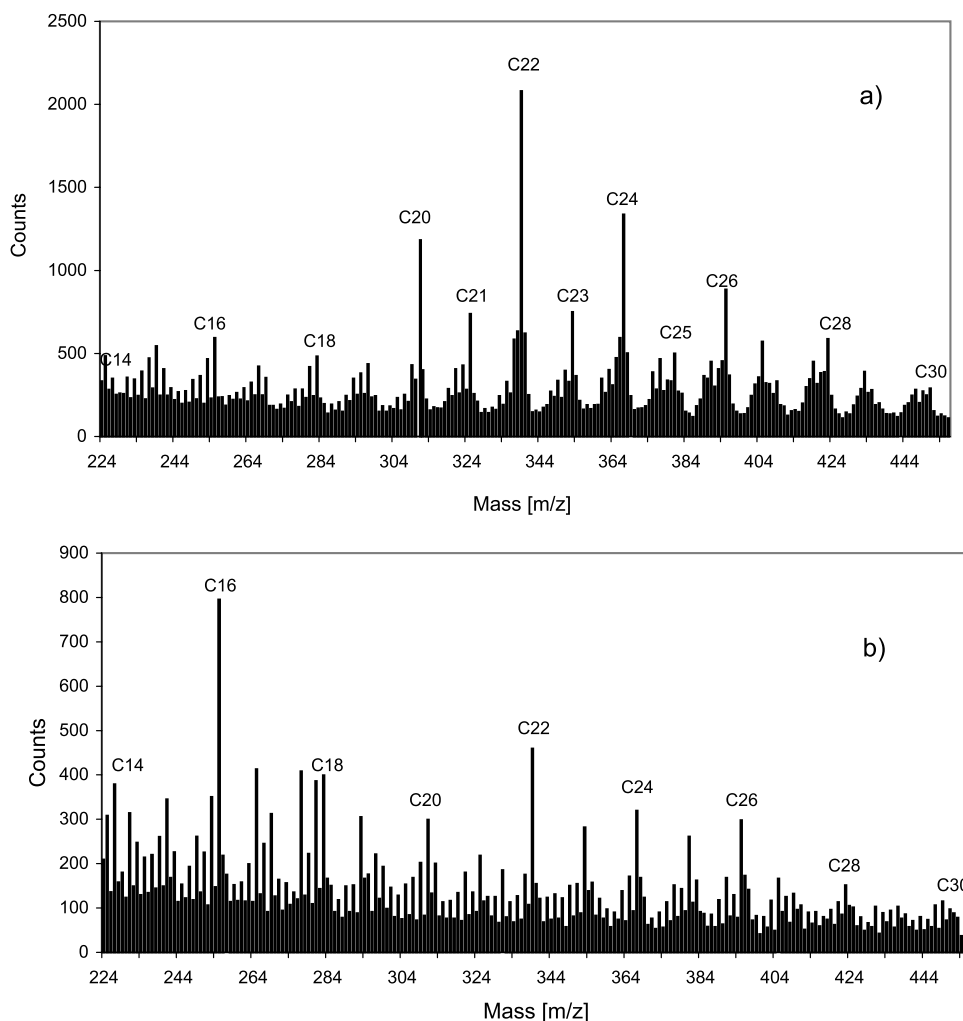 2500
C22
a)
2000
1500
C24
C20
Counts
1000
C26
C21
C23
C28
C16
C25
C18
500
C14
C30
0
224 244 264 284 304 324 344 364 384 404 424 444
Mass [m/z]
900
C16
800
b)
700
600
C22
500
Counts
C14
C18
400
C24
C20
C26
300
200
C28
C30
100
0
224 244 264 284 304 324 344 364 384 404 424 444
Mass [m/z]